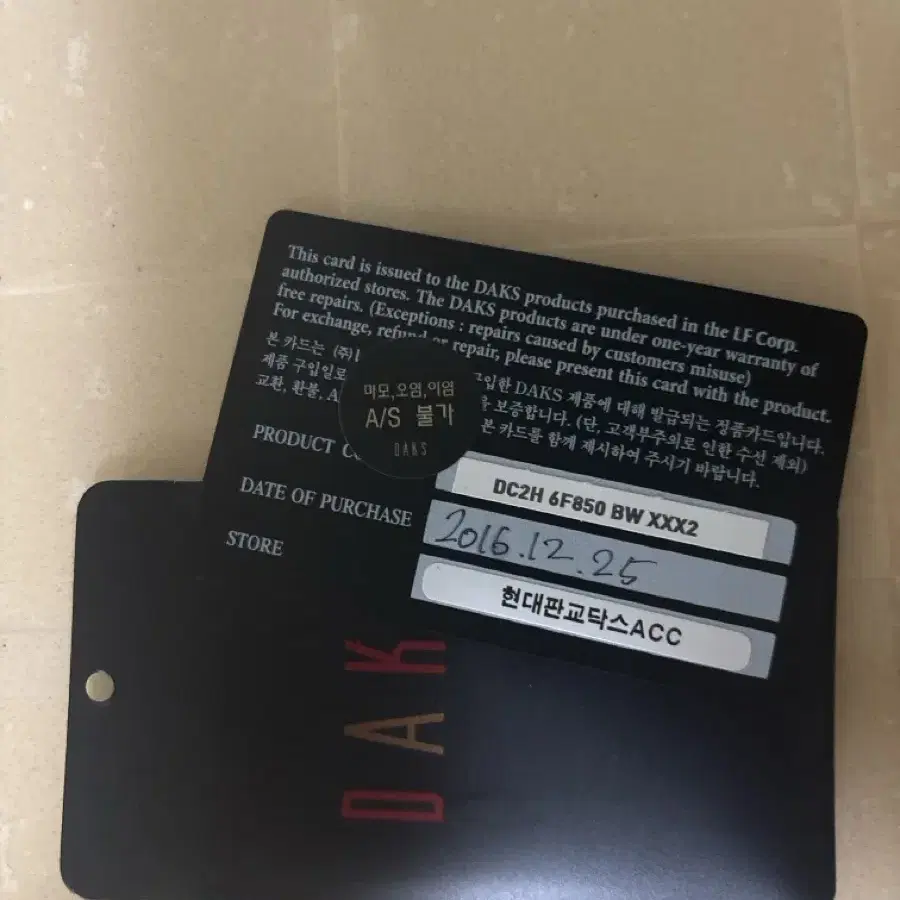 This card is issued to the DAKS products purchased in the LF Corp.
authorized stores. The DAKS products are under one-year warranty of
free repairs. (Exceptions : repairs caused by customers misuse)
For exchange, refund or repair, please present this card with the product.
본 카드는 (주) 구입한 DAKS 제품에 대해 발급되는 정품카드입니다.
제품 구입일로 을 보증합니다. (단, 고객부주의로 인한 수선 제외)
교환, 환불, A 본 카드를 함께 제시하여 주시기 바랍니다.
마모,오염,이염
A/S 불가
DAKS
PRODUCT
DC2H 6F850 BW XXX2
DATE OF PURCHASE
2016.12.25
STORE
현대판교닥스ACC
DAK